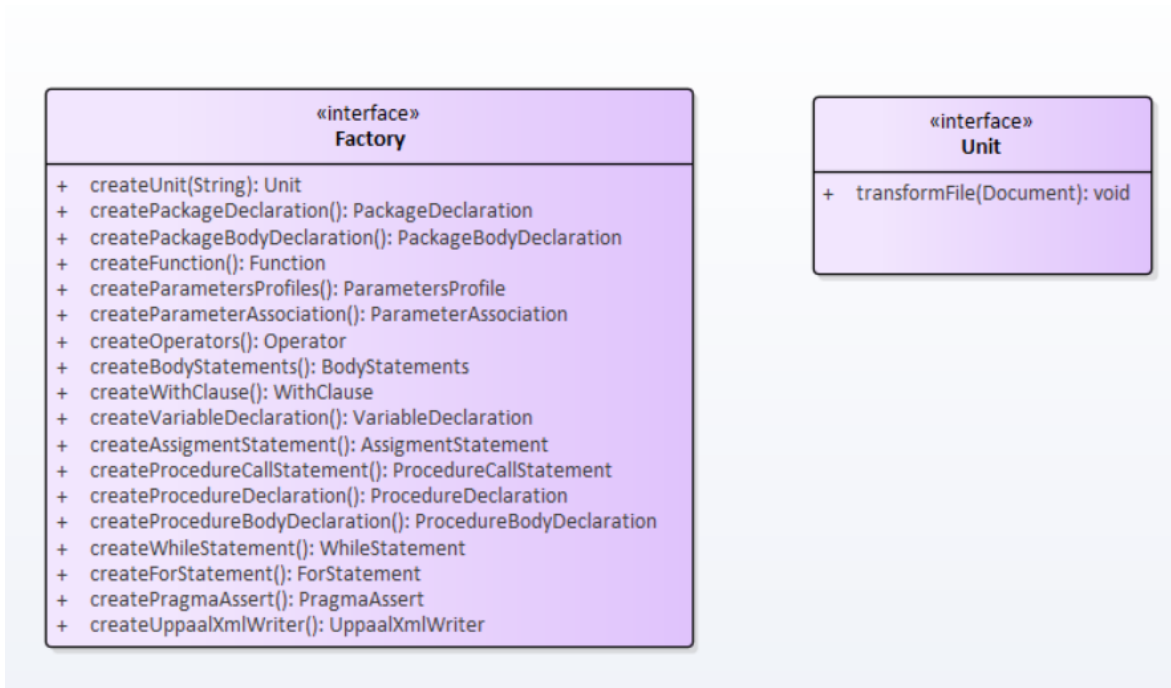 «interface»
Factory
+ createUnit(String): Unit
+ createPackageDeclaration(): PackageDeclaration
+ createPackageBodyDeclaration(): PackageBodyDeclaration
+ createFunction(): Function
+ createParametersProfiles(): ParametersProfile
+ createParameterAssociation(): ParameterAssociation
+ createOperators(): Operator
+ createBodyStatements(): BodyStatements
+ createWithClause(): WithClause
+ createVariableDeclaration(): VariableDeclaration
+ createAssigmentStatement(): AssigmentStatement
+ createProcedureCallStatement(): ProcedureCallStatement
+ createProcedureDeclaration(): ProcedureDeclaration
+ createProcedureBodyDeclaration(): ProcedureBodyDeclaration
+ createWhileStatement(): WhileStatement
+ createForStatement(): ForStatement
+ createPragmaAssert(): PragmaAssert
+ createUppaalXmlWriter(): UppaalXmlWriter
«interface»
Unit
+ transformFile(Document): void